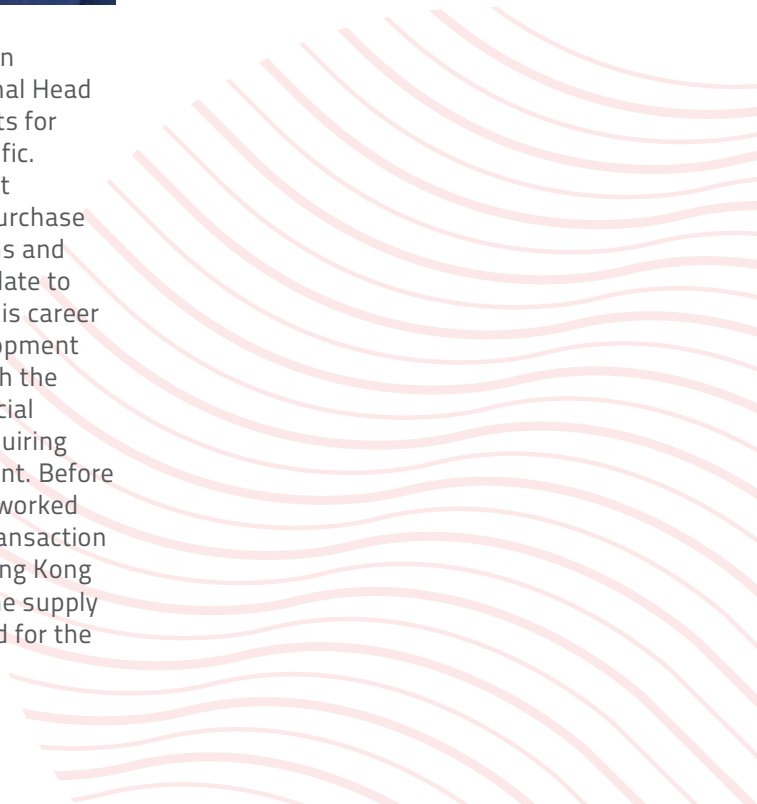 n
nal Head
ts for
fic.
t
urchase
s and
late to
is career
opment
h the
cial
uiring
nt. Before
worked
ansaction
ng Kong
ne supply
d for the